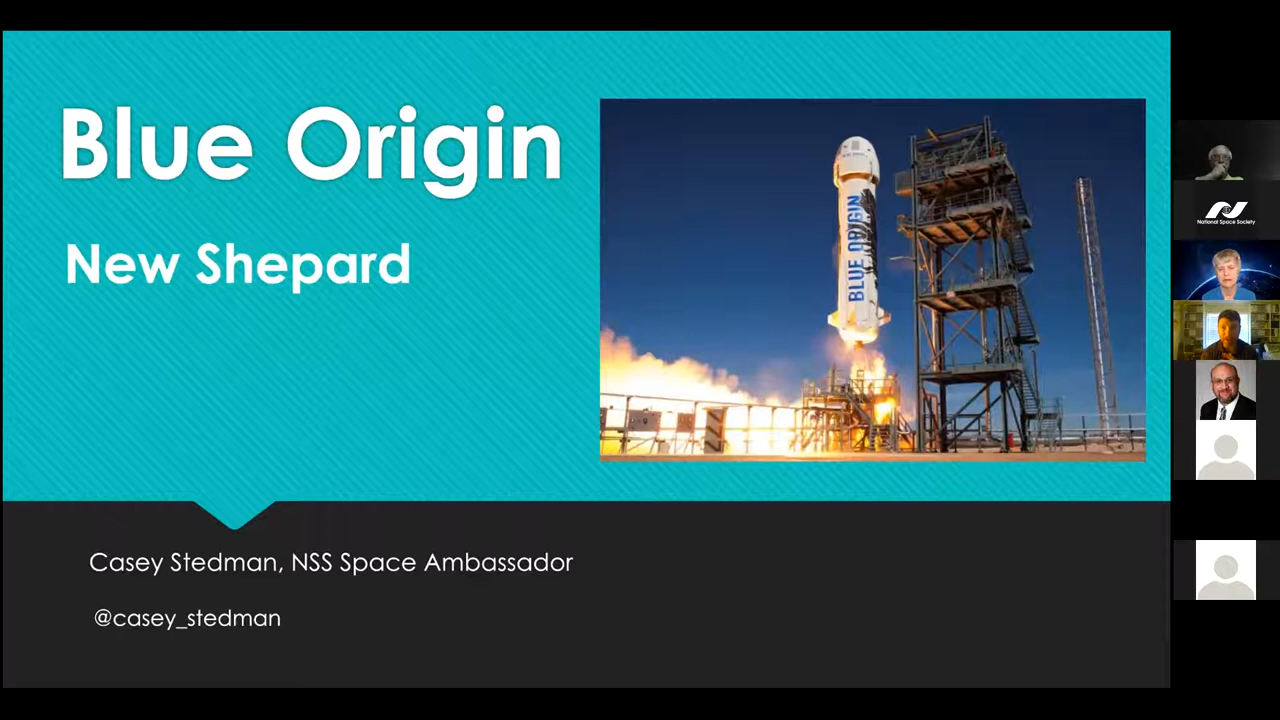 Blue Origin
New Shepard
BLUE ORIGIN
Casey Stedman, NSS Space Ambassador
@casey_stedman
National Space Society